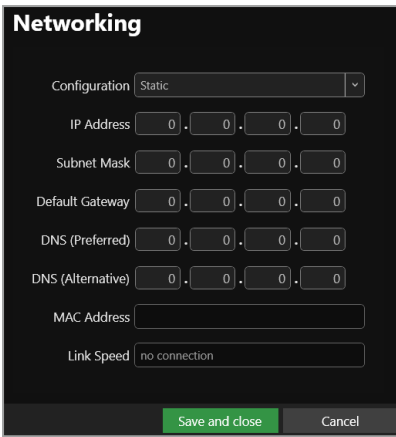 Networking
Configuration Static
IP Address 0 . 0 . 0 . 0
Subnet Mask 0 . 0 . 0 . 0
Default Gateway 0 . 0 . 0 . 0
DNS (Preferred) 0 . 0 . 0 . 0
DNS (Alternative) 0 . 0 . 0 . 0
MAC Address
Link Speed no connection
Save and close Cancel